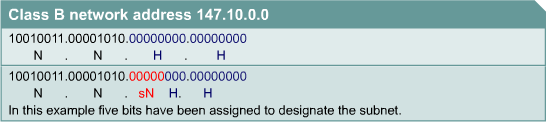 Class B network address 147.10.0.0
10010011.00001010.00000000.00000000
N . N . H . H
10010011.00001010.00000000.00000000
N . N . sN H. H
In this example five bits have been assigned to designate the subnet.